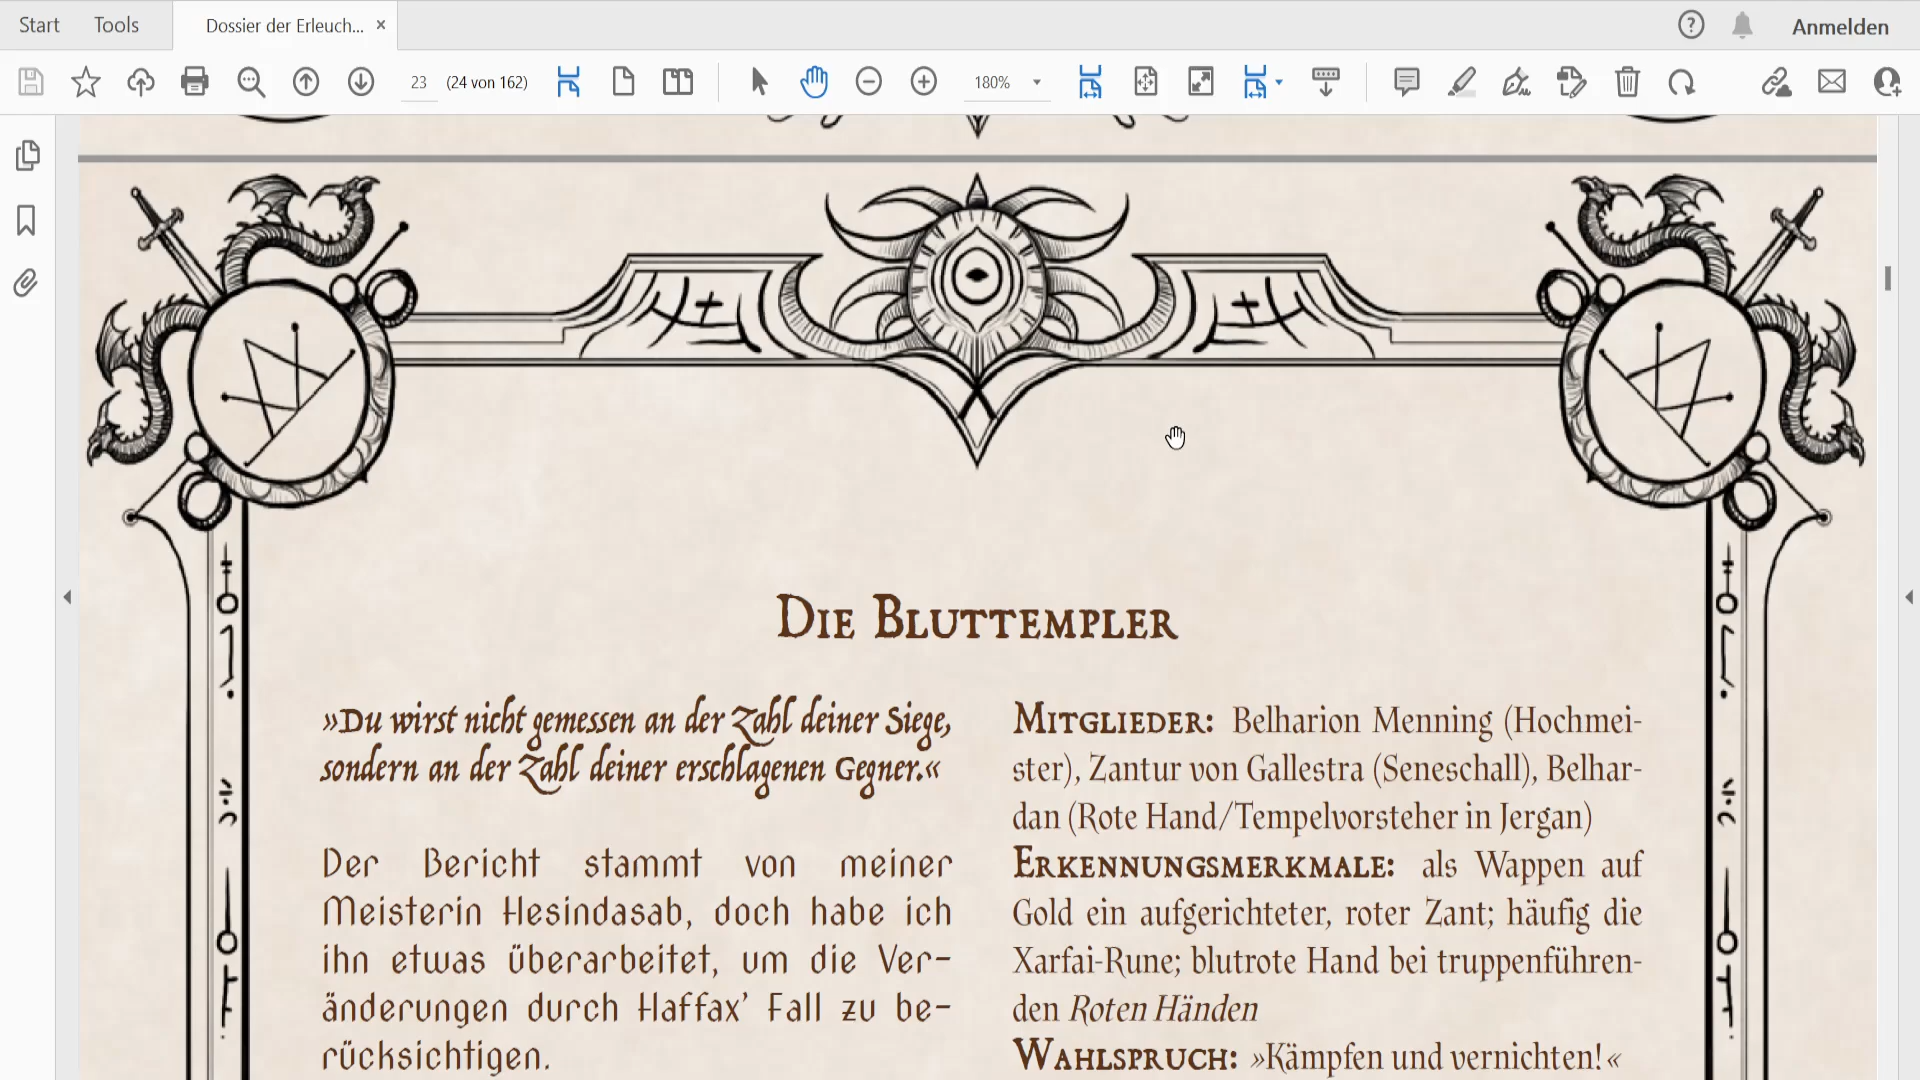 Start
Tools
Dossier der Erleuch...
Anmelden
23
(24 von 162)
180%
Die Bluttempler
»Du wirst nicht gemessen an der Zahl deiner Siege,
sondern an der Zahl deiner erschlagenen Gegner.«
Der Bericht stammt von meiner
Meisterin Hesindasab, doch habe ich
ihn etwas überarbeitet, um die Ver-
änderungen durch Haffax’ Fall zu be-
rücksichtigen.
Mitglieder: Belharion Menning (Hochmei-
ster), Zantur von Gallestra (Seneschall), Belhar-
dan (Rote Hand/Tempelvorsteher in Jergan)
Erkennungsmerkmale: als Wappen auf
Gold ein aufgerichteter, roter Zant; häufig die
Xarfai-Rune; blutrote Hand bei truppenführen-
den Roten Händen
Wahlspruch: »Kämpfen und vernichten!«